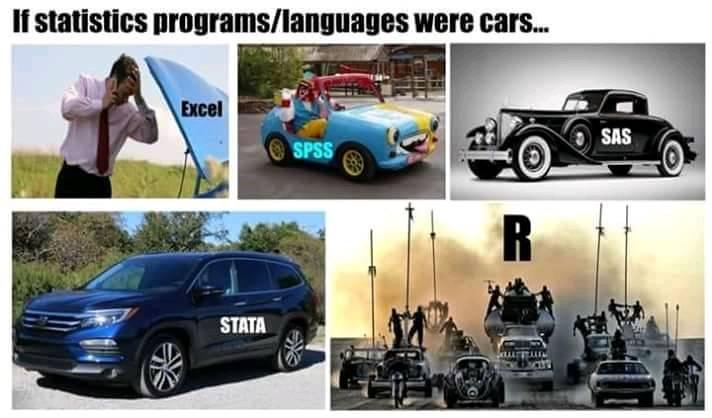 If statistics programs/languages were cars...
Excel
SPSS
SAS
STATA
R